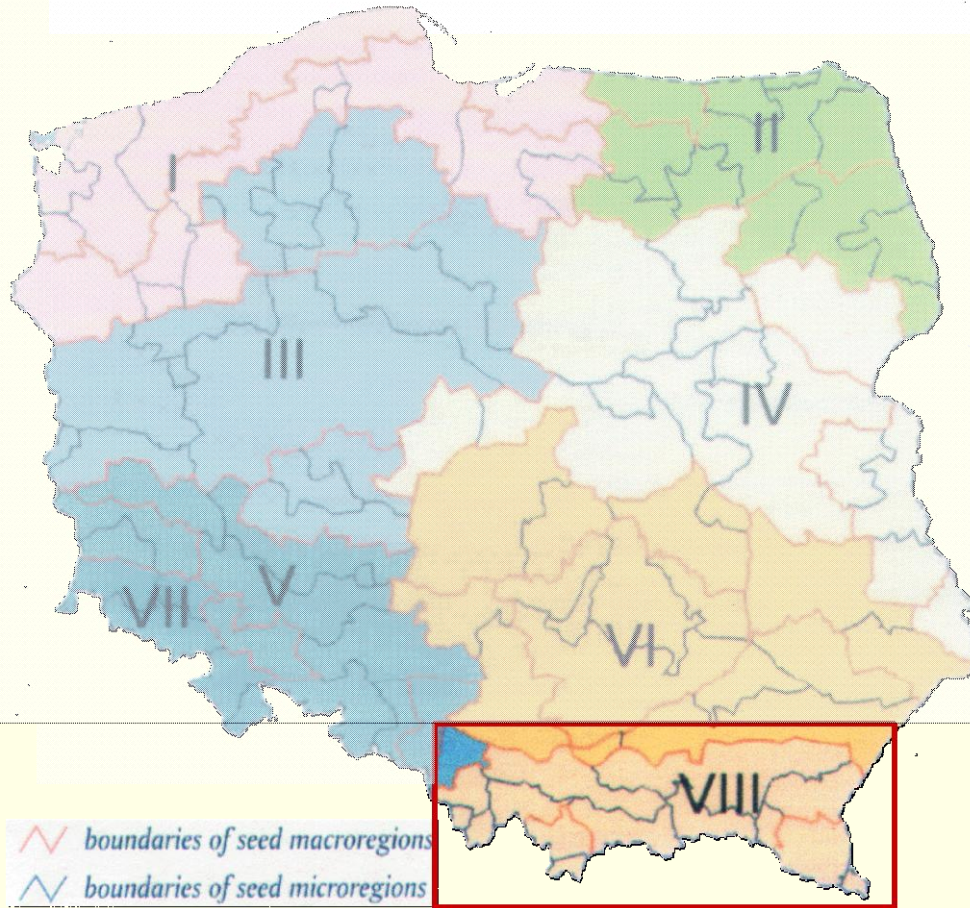 I
II
III
IV
V
VII
VI
VIII
boundaries of seed macroregions
boundaries of seed microregions